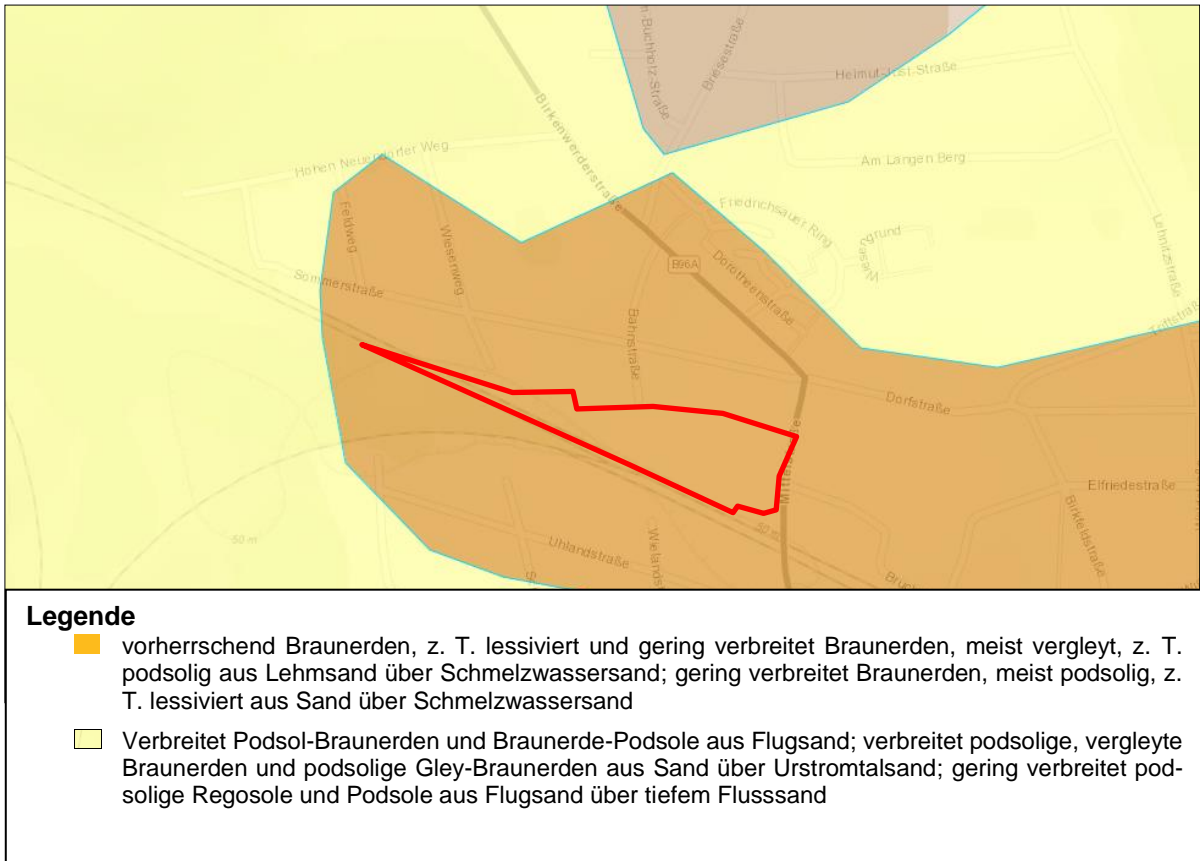 Briesestraße
Helmut-Just-Straße
Birkenwerderstraße
Hohen Neuendorfer Weg
Am Langen Berg
Feldweg
Wiesenweg
Friedrichsauer Ring
Lehnitzstraße
Wiesengrund
B96A
Dorotheenstraße
Sommerstraße
Bahnstraße
Dorfstraße
Elfriedestraße
Birkfeldstraße
50 m
50 m
Uhlandstraße
Legende
vorherrschend Braunerden, z. T. lessiviert und gering verbreitet Braunerden, meist vergleyt, z. T.
podsolig aus Lehmsand über Schmelzwassersand; gering verbreitet Braunerden, meist podsolig, z.
T. lessiviert aus Sand über Schmelzwassersand
Verbreitet Podsol-Braunerden und Braunerde-Podsole aus Flugsand; verbreitet podsolige, vergleyte
Braunerden und podsolige Gley-Braunerden aus Sand über Urstromtalsand; gering verbreitet pod-
solige Regosole und Podsole aus Flugsand über tiefem Flusssand